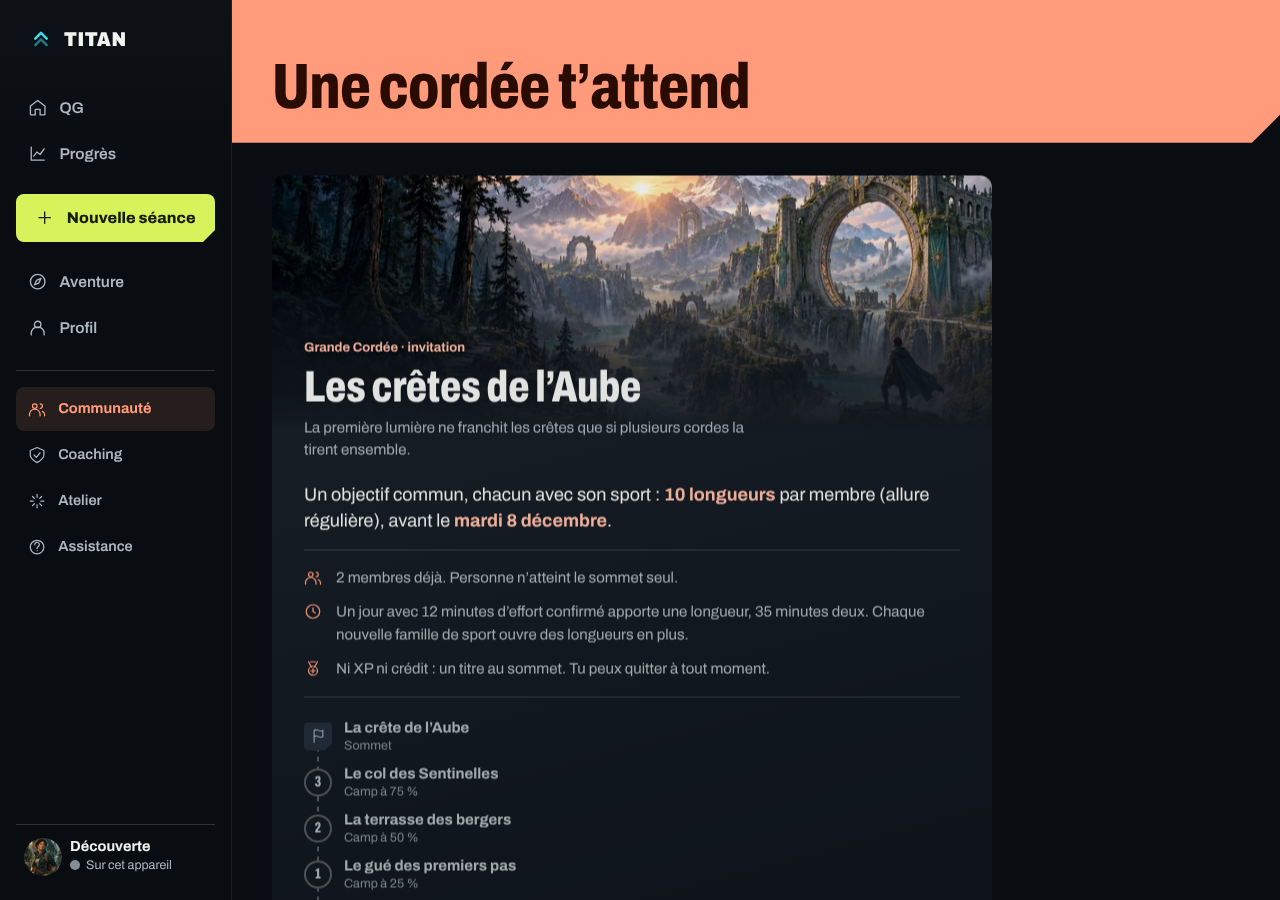 TITAN
QG
Progrès
Nouvelle séance
Aventure
Profil
Communauté
Coaching
Atelier
Assistance
Découverte
Sur cet appareil
Une cordée t’attend
Grande Cordée · invitation
Les crêtes de l’Aube
La première lumière ne franchit les crêtes que si plusieurs cordes la
tirent ensemble.
Un objectif commun, chacun avec son sport : 10 longueurs par membre (allure
régulière), avant le mardi 8 décembre.
2 membres déjà. Personne n’atteint le sommet seul.
Un jour avec 12 minutes d’effort confirmé apporte une longueur, 35 minutes deux. Chaque
nouvelle famille de sport ouvre des longueurs en plus.
Ni XP ni crédit : un titre au sommet. Tu peux quitter à tout moment.
La crête de l’Aube
Sommet
3
Le col des Sentinelles
Camp à 75 %
2
La terrasse des bergers
Camp à 50 %
1
Le gué des premiers pas
Camp à 25 %